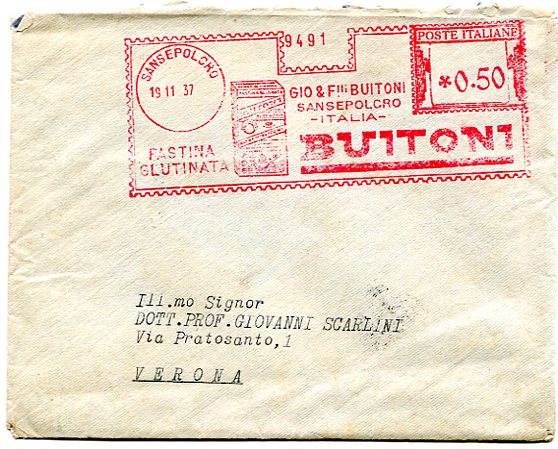 9491
POSTE ITALIANE
SANSEPOLCRO
19 11 37
*0.50
GIO & Flli BUITONI
SANSEPOLCRO
-ITALIA-
BUITONI
PASTINA
GLUTINATA
Ill.mo Signor
DOTT.PROF.GIOVANNI SCARLINI
Via Pratosanto,1
VERONA